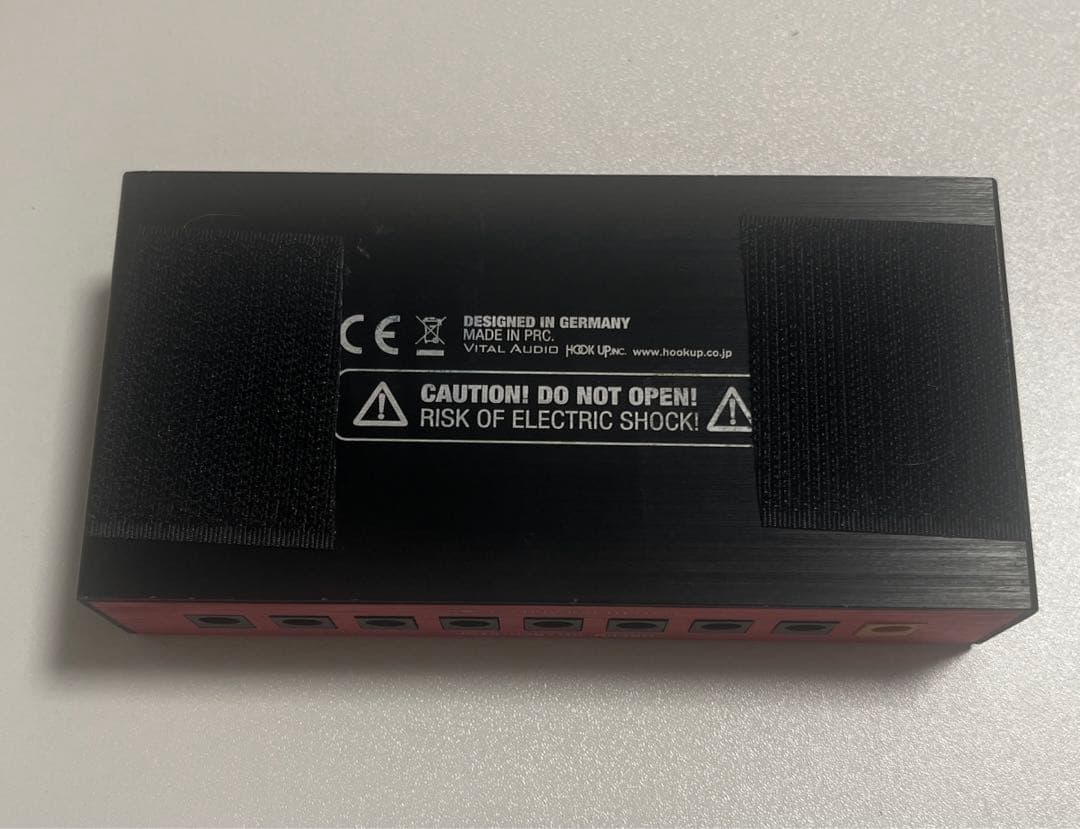 CE
DESIGNED IN GERMANY
MADE IN PRC.
VITAL AUDIO HOOK UP,INC. www.hookup.co.jp
CAUTION! DO NOT OPEN!
RISK OF ELECTRIC SHOCK!